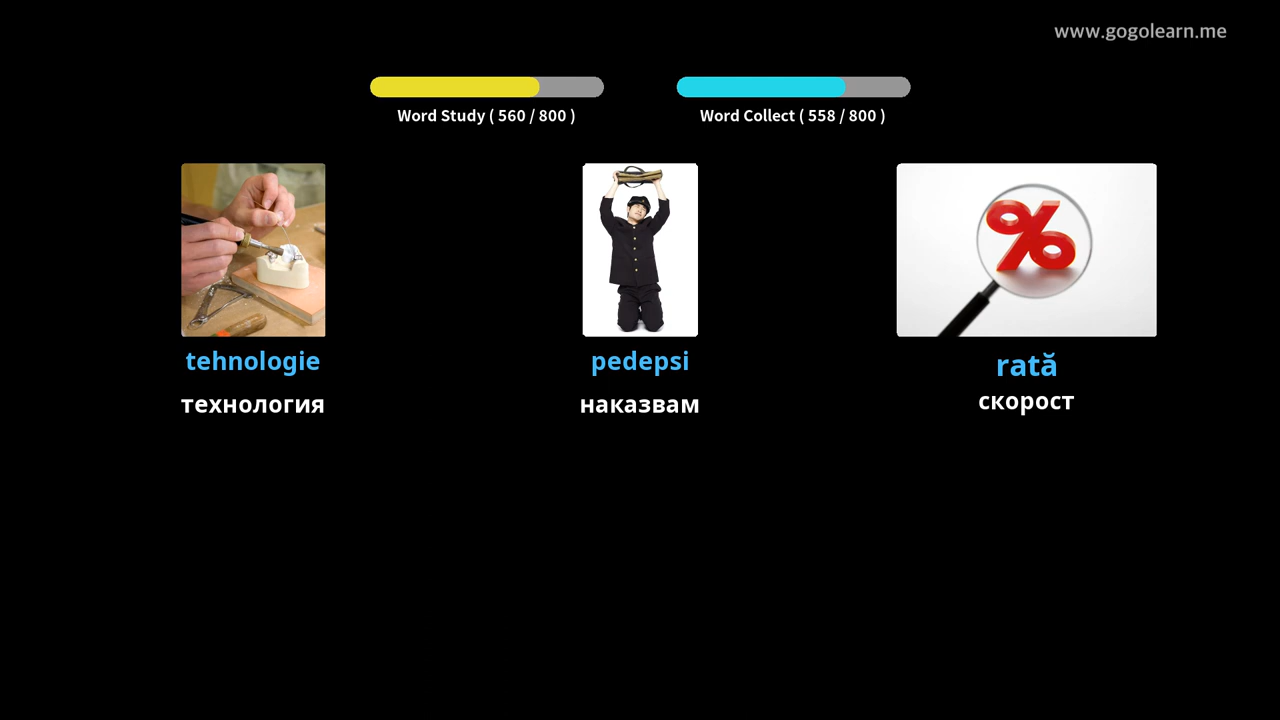 www.gogolearn.me
Word Study ( 560 / 800 )
Word Collect ( 558 / 800 )
tehnologie
технология
pedepsi
наказвам
rată
скорост